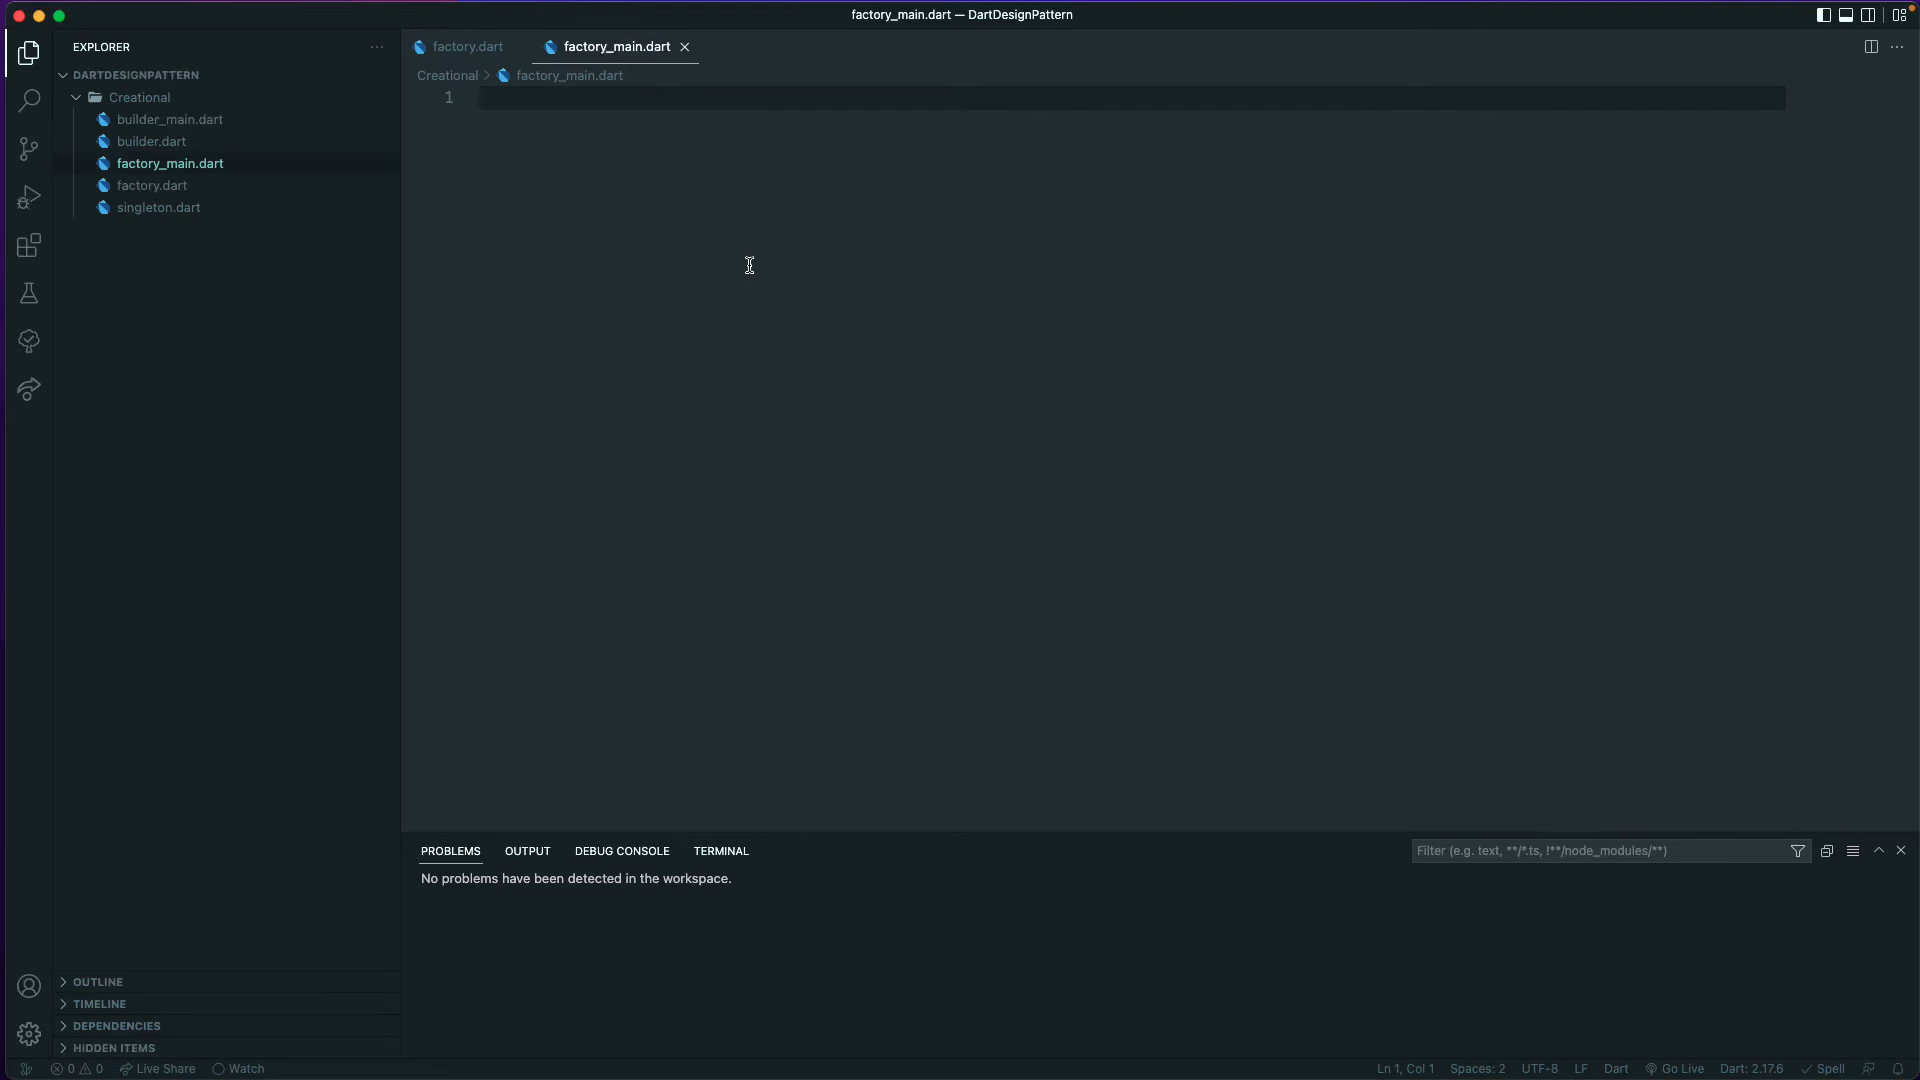 factory_main.dart — DartDesignPattern
EXPLORER
DARTDESIGNPATTERN
Creational
builder_main.dart
builder.dart
factory_main.dart
factory.dart
singleton.dart
OUTLINE
TIMELINE
DEPENDENCIES
HIDDEN ITEMS
factory.dart
factory_main.dart
Creational > factory_main.dart
1
PROBLEMS
OUTPUT
DEBUG CONSOLE
TERMINAL
Filter (e.g. text, **/*.ts, !**/node_modules/**)
No problems have been detected in the workspace.
0 0 Live Share Watch
Ln 1, Col 1 Spaces: 2 UTF-8 LF Dart Go Live Dart: 2.17.6 Spell